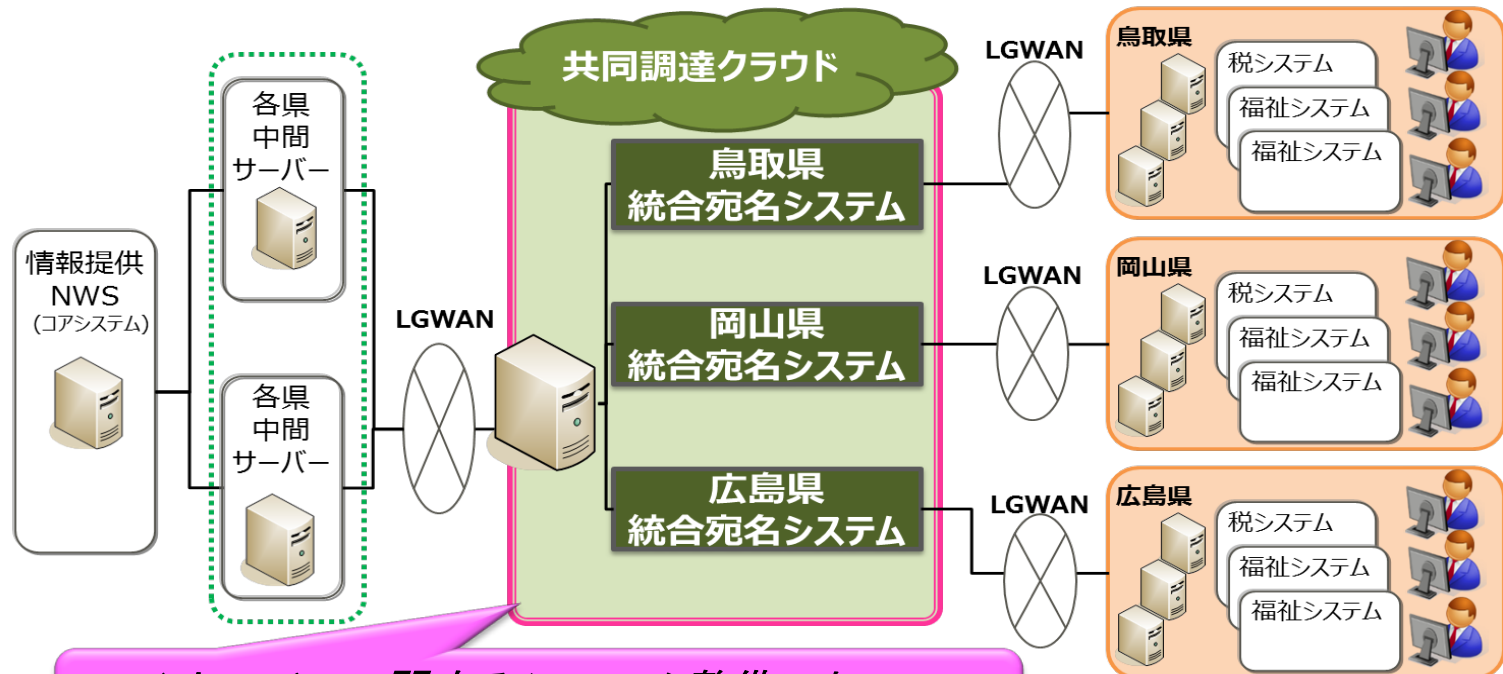 共同調達クラウド
各県
中間
サーバー
情報提供
NWS
(コアシステム)
各県
中間
サーバー
LGWAN
鳥取県
統合宛名システム
岡山県
統合宛名システム
広島県
統合宛名システム
LGWAN
鳥取県
税システム
福祉システム
福祉システム
LGWAN
岡山県
税システム
福祉システム
福祉システム
LGWAN
広島県
税システム
福祉システム
福祉システム